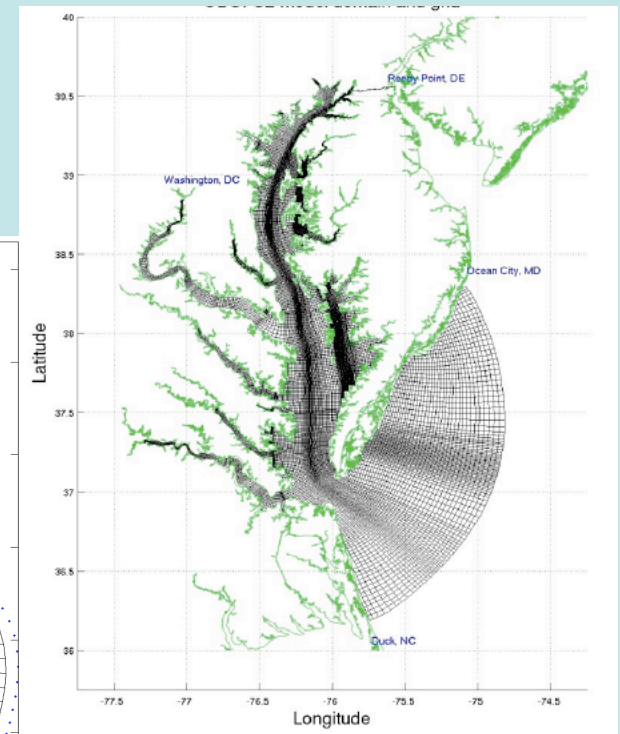 40
Reedy Point, DE
39.5
39
Washington, DC
38.5
Ocean City, MD
38
Latitude
37.5
37
36.5
Duck, NC
36
-77.5 -77 -76.5 -76 -75.5 -75 -74.5
Longitude